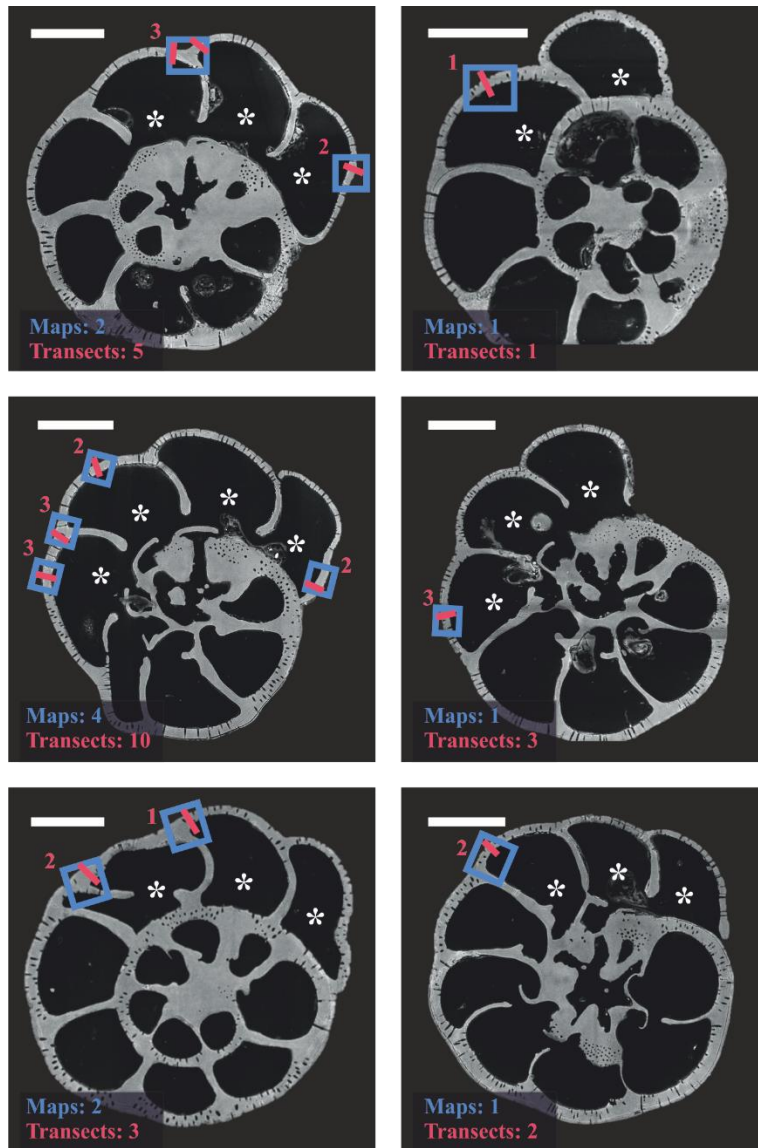 3
*
*
2
*
Maps: 2
Transects: 5
1
*
*
Maps: 1
Transects: 1
2
*
3
*
3
*
*
2
Maps: 4
Transects: 10
*
*
*
3
Maps: 1
Transects: 3
1
2
*
*
*
Maps: 2
Transects: 3
2
*
*
*
Maps: 1
Transects: 2